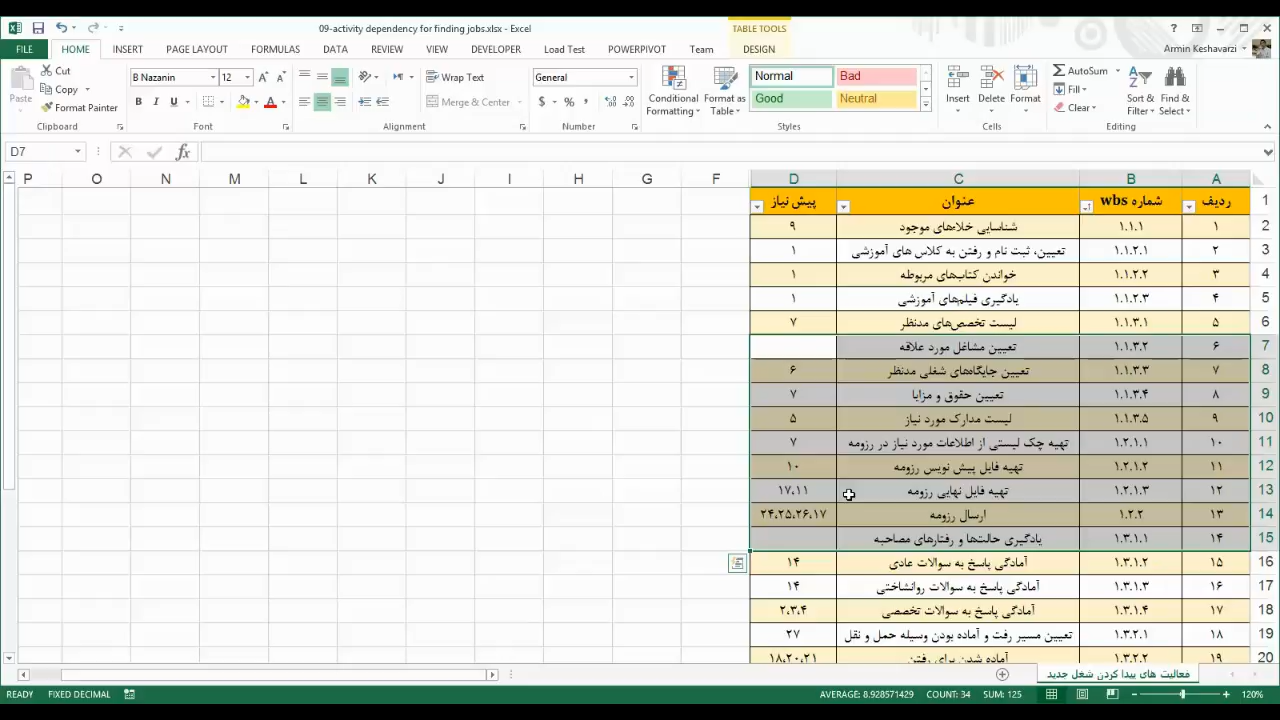 09-activity dependency for finding jobs.xlsx - Excel
TABLE TOOLS
FILE HOME INSERT PAGE LAYOUT FORMULAS DATA REVIEW VIEW DEVELOPER Load Test POWERPIVOT Team DESIGN Armin Keshavarzi
Paste Cut Copy Format Painter
B Nazanin 12
Wrap Text
Merge & Center
General
Conditional Formatting Format as Table
Normal Bad Good Neutral
Insert Delete Format
AutoSum Fill Clear
Sort & Filter Find & Select
Clipboard Font Alignment Number Styles Cells Editing
D7
P O N M L K J I H G F D C B A
1 ردیف شماره wbs عنوان پیش نیاز
2 ۱ ۱.۱.۱ شناسایی خلاءهای موجود ۹
3 ۲ ۱.۱.۲.۱ تعیین، ثبت نام و رفتن به کلاس های آموزشی ۱
4 ۳ ۱.۱.۲.۲ خواندن کتاب‌های مربوطه ۱
5 ۴ ۱.۱.۲.۳ یادگیری فیلم‌های آموزشی ۱
6 ۵ ۱.۱.۳.۱ لیست تخصص‌های مدنظر ۷
7 ۶ ۱.۱.۳.۲ تعیین مشاغل مورد علاقه
8 ۷ ۱.۱.۳.۳ تعیین جایگاه‌های شغلی مدنظر ۶
9 ۸ ۱.۱.۳.۴ تعیین حقوق و مزایا ۷
10 ۹ ۱.۱.۳.۵ لیست مدارک مورد نیاز ۵
11 ۱۰ ۱.۲.۱.۱ تهیه چک لیستی از اطلاعات مورد نیاز در رزومه ۷
12 ۱۱ ۱.۲.۱.۲ تهیه فایل پیش نویس رزومه ۱۰
13 ۱۲ ۱.۲.۱.۳ تهیه فایل نهایی رزومه ۱۷،۱۱
14 ۱۳ ۱.۲.۲ ارسال رزومه ۲۴،۲۵،۲۶،۱۷
15 ۱۴ ۱.۳.۱.۱ یادگیری حالت‌ها و رفتارهای مصاحبه
16 ۱۵ ۱.۳.۱.۲ آمادگی پاسخ به سوالات عادی ۱۴
17 ۱۶ ۱.۳.۱.۳ آمادگی پاسخ به سوالات روانشاختی ۱۴
18 ۱۷ ۱.۳.۱.۴ آمادگی پاسخ به سوالات تخصصی ۲،۳،۴
19 ۱۸ ۱.۳.۲.۱ تعیین مسیر رفت و آماده بودن وسیله حمل و نقل ۲۷
20 ۱۹ ۱.۳.۲.۲ آماده شدن برای رفتن ۱۸،۲۰،۲۱
فعالیت های پیدا کردن شغل جدید
READY FIXED DECIMAL AVERAGE: 8.928571429 COUNT: 34 SUM: 125 120%